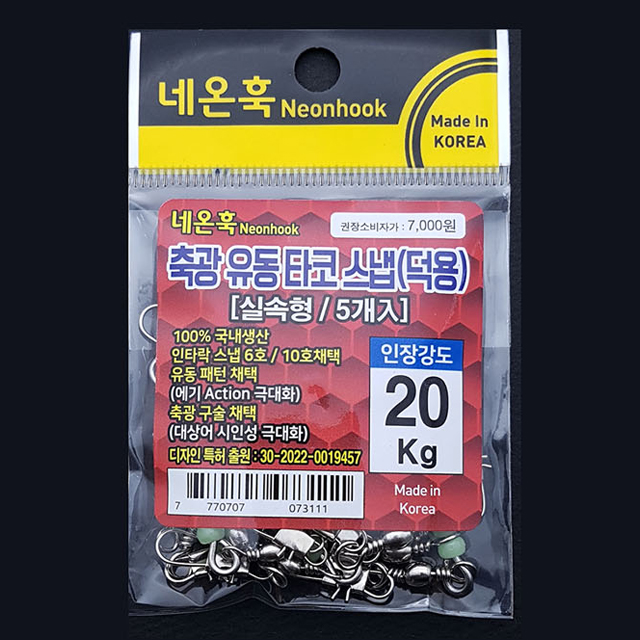 네온훅 Neonhook
Made In
KOREA
네온훅 Neonhook
권장소비자가 : 7,000원
축광 유동 타코 스냅(덕용)
[실속형 / 5개入]
100% 국내생산
인타락 스냅 6호 / 10호채택
유동 패턴 채택
(에기 Action 극대화)
축광 구술 채택
(대상어 시인성 극대화)
디자인 특허 출원 : 30-2022-0019457
인장강도
20
Kg
7 770707 073111
Made in
Korea